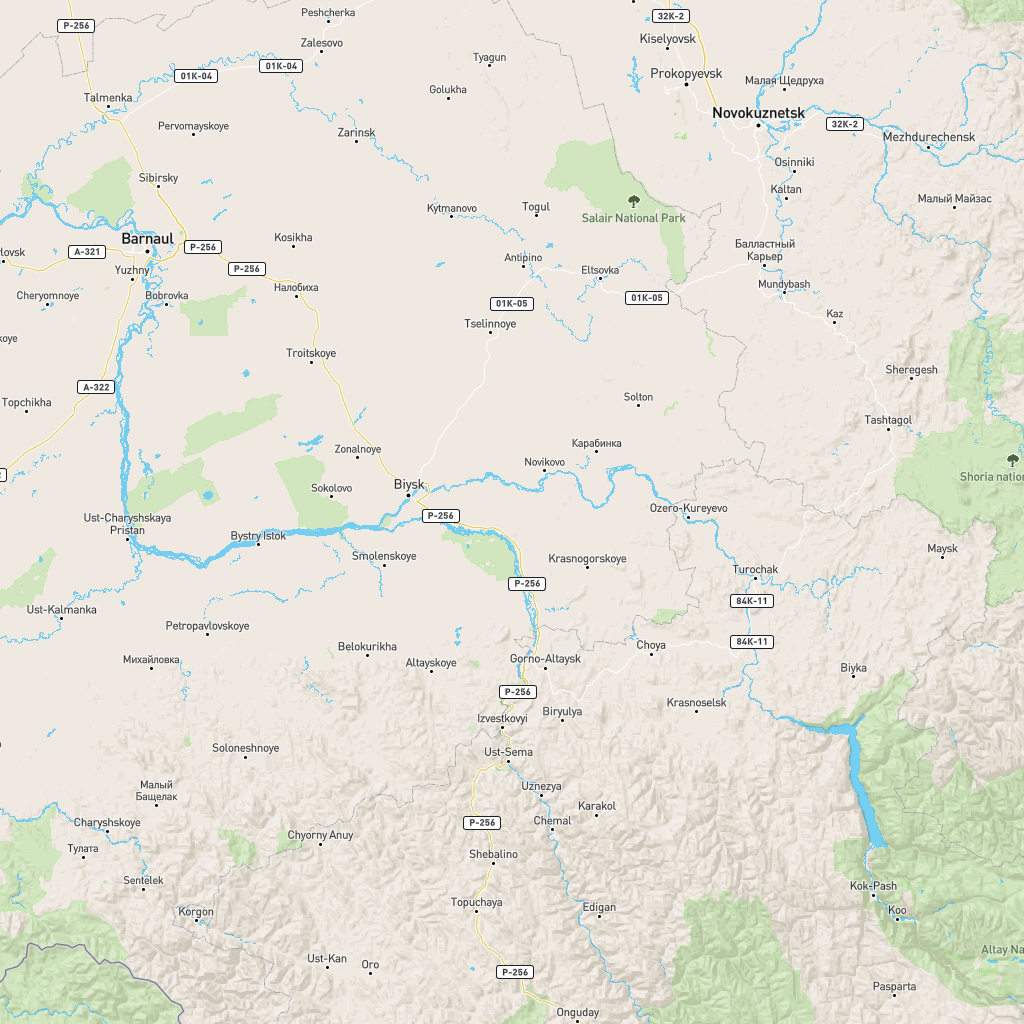 Peshcherka
32K-2
P-256
Kiselyovsk
Zalesovo
Tyagun
01K-04
01K-04
Prokopyevsk
Малая Щедруха
Golukha
Talmenka
Novokuznetsk
32K-2
Pervomayskoye
Zarinsk
Mezhdurechensk
Osinniki
Sibirsky
Kaltan
Малый Майзас
Kytmanovo
Togul
Salair National Park
Barnaul
Kosikha
P-256
A-321
ovlsk
Балластный
Карьер
Antipino
Eltsovka
Yuzhny
P-256
Mundybash
Налобиха
Cheryomnoye
Bobrovka
01K-05
01K-05
Kaz
Tselinnoye
koye
Troitskoye
Sheregesh
A-322
Topchikha
Solton
Tashtagol
Карабинка
Zonalnoye
Novikovo
Shoria nation
Biysk
Sokolovo
Ozero-Kureyevo
Ust-Charyshskaya
Pristan
P-256
Bystry Istok
Smolenskoye
Krasnogorskoye
Maysk
Turochak
P-256
84K-11
Ust-Kalmanka
Petropavlovskoye
84K-11
Belokurikha
Choya
Михайловка
Altayskoye
Gorno-Altaysk
Biyka
P-256
Krasnoselsk
Biryulya
Izvestkovyi
Soloneshnoye
Ust-Sema
Малый
Бащелак
Uznezya
Karakol
Charyshskoye
P-256
Chemal
Chyorny Anuy
Тулата
Shebalino
Sentelek
Kok-Pash
Topuchaya
Edigan
Koo
Korgon
Altay Na
Ust-Kan
Oro
P-256
Pasparta
Onguday